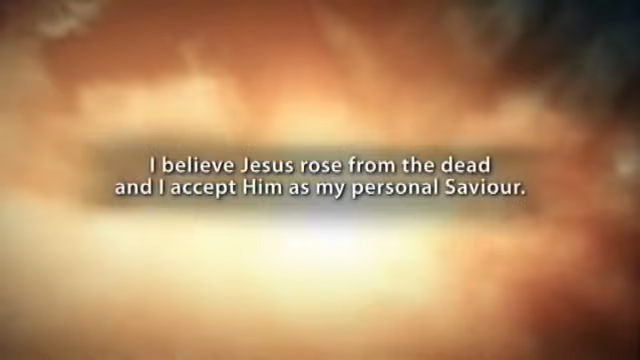 I believe Jesus rose from the dead
and I accept Him as my personal Saviour.